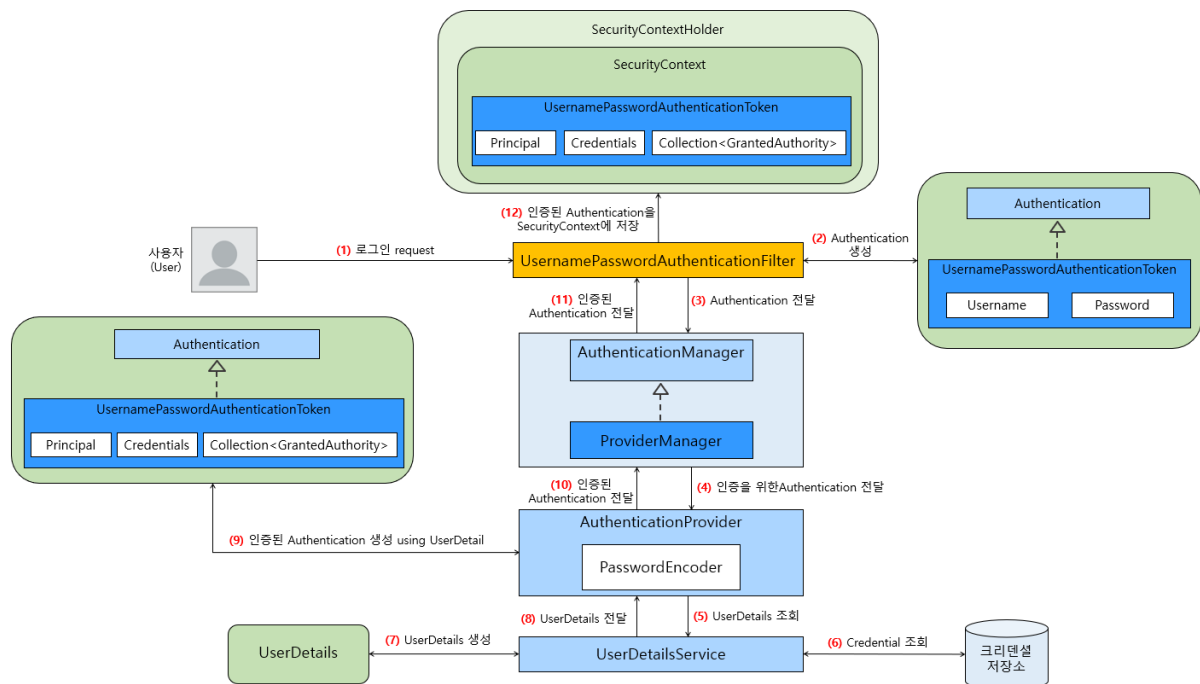 SecurityContextHolder
SecurityContext
UsernamePasswordAuthenticationToken
Principal
Credentials
Collection<GrantedAuthority>
(12) 인증된 Authentication을
SecurityContext에 저장
사용자
(User)
(1) 로그인 request
UsernamePasswordAuthenticationFilter
(2) Authentication
생성
Authentication
UsernamePasswordAuthenticationToken
Username
Password
(11) 인증된
Authentication 전달
(3) Authentication 전달
AuthenticationManager
ProviderManager
Authentication
UsernamePasswordAuthenticationToken
Principal
Credentials
Collection<GrantedAuthority>
(10) 인증된
Authentication 전달
(4) 인증을 위한Authentication 전달
(9) 인증된 Authentication 생성 using UserDetail
AuthenticationProvider
PasswordEncoder
(8) UserDetails 전달
(5) UserDetails 조회
UserDetails
(7) UserDetails 생성
UserDetailsService
(6) Credential 조회
크리덴셜
저장소